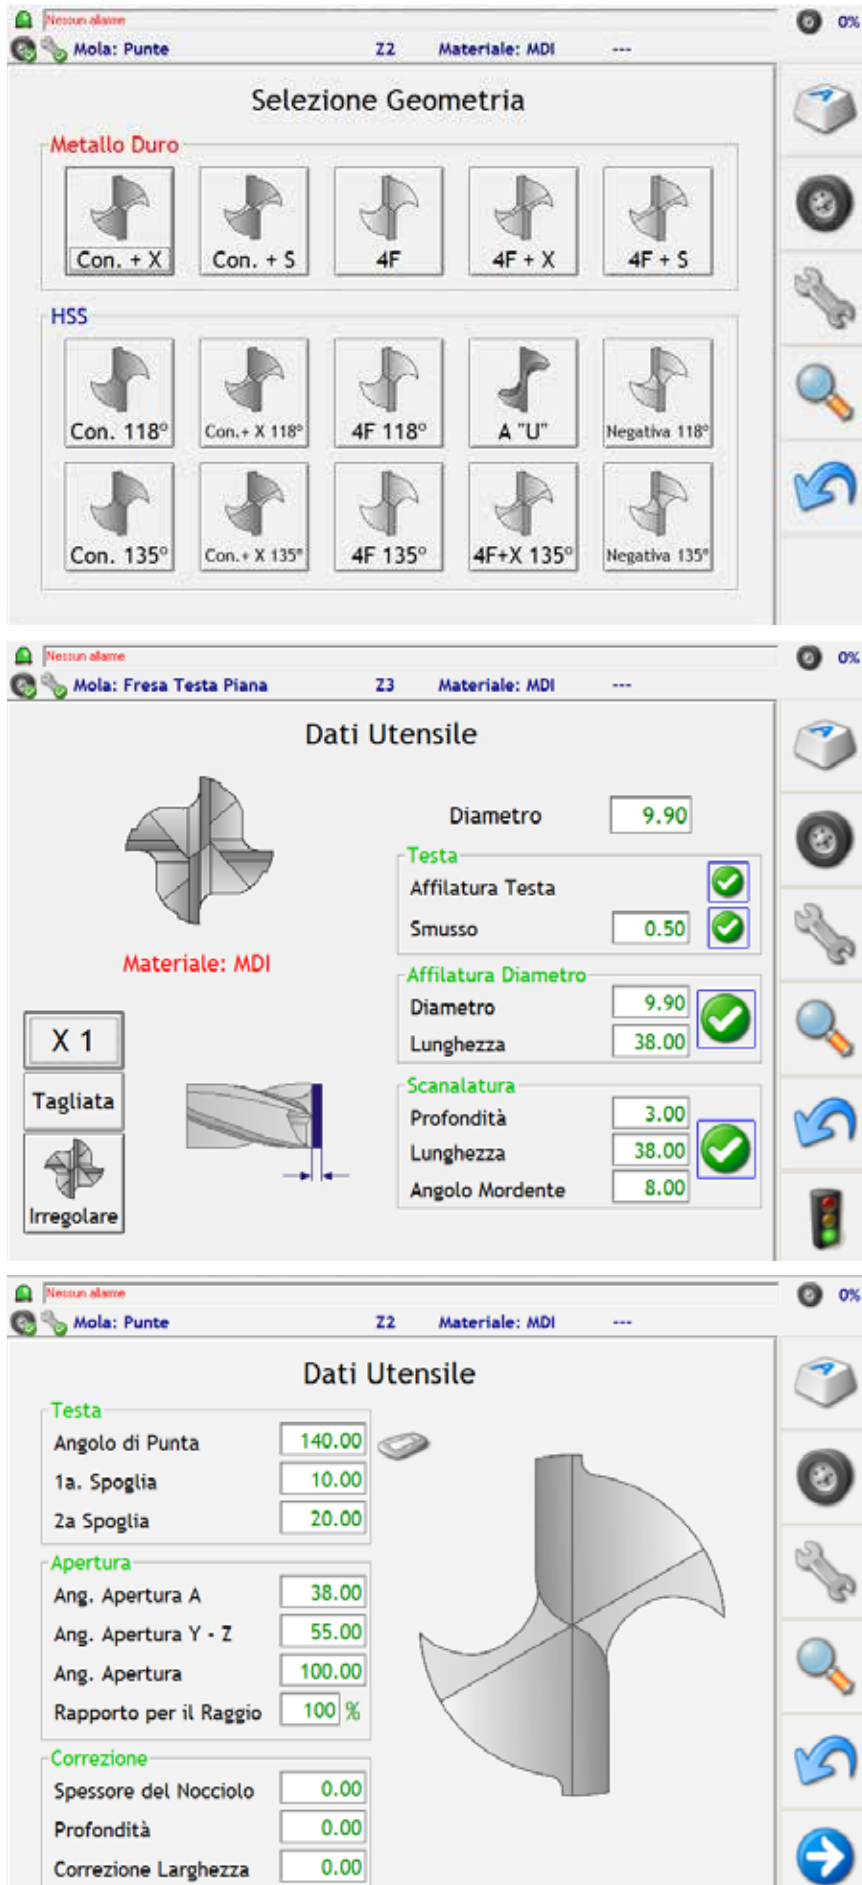 Nessun allarme
0%
Mola: Punte Z2 Materiale: MDI ---
Selezione Geometria
Metallo Duro
Con. + X Con. + S 4F 4F + X 4F + S
HSS
Con. 118° Con.+ X 118° 4F 118° A "U" Negativa 118°
Con. 135° Con.+ X 135° 4F 135° 4F+X 135° Negativa 135°
A
Nessun allarme
0%
Mola: Fresa Testa Piana Z3 Materiale: MDI ---
Dati Utensile
Diametro 9.90
Testa
Affilatura Testa
Smusso 0.50
Materiale: MDI
Affilatura Diametro
Diametro 9.90
Lunghezza 38.00
X 1
Tagliata
Irregolare
Scanalatura
Profondità 3.00
Lunghezza 38.00
Angolo Mordente 8.00
A
Nessun allarme
0%
Mola: Punte Z2 Materiale: MDI ---
Dati Utensile
Testa
Angolo di Punta 140.00
1a. Spoglia 10.00
2a Spoglia 20.00
Apertura
Ang. Apertura A 38.00
Ang. Apertura Y - Z 55.00
Ang. Apertura 100.00
Rapporto per il Raggio 100 %
Correzione
Spessore del Nocciolo 0.00
Profondità 0.00
Correzione Larghezza 0.00
A